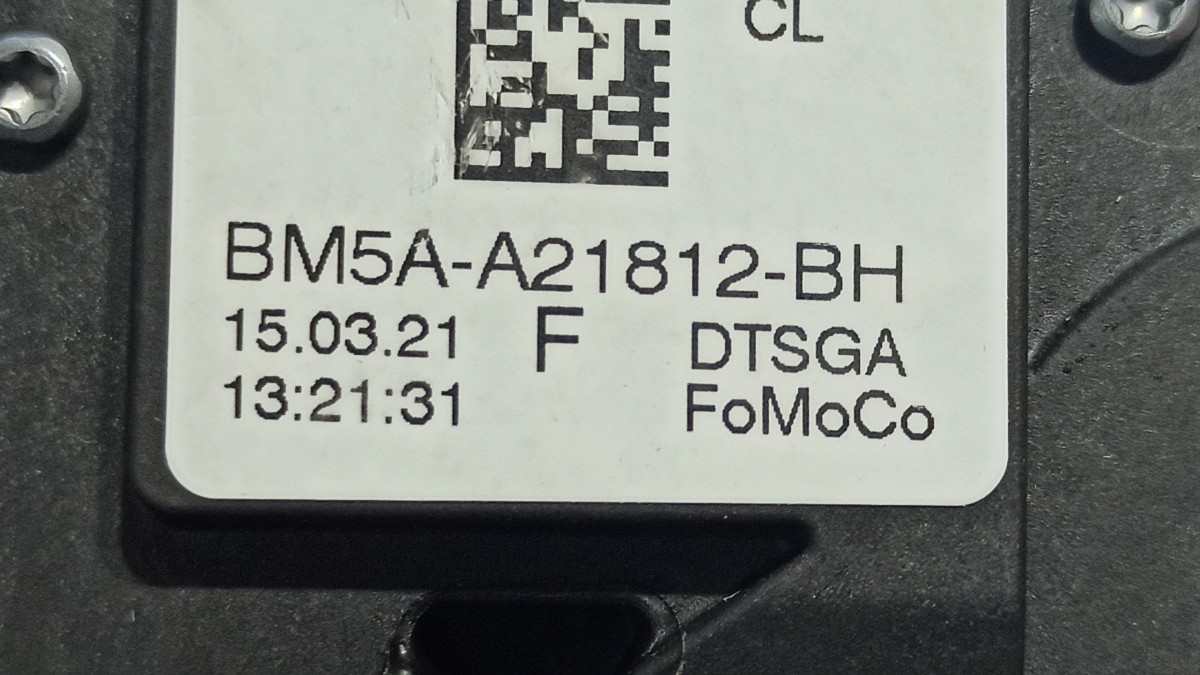 CL
BM5A-A21812-BH
15.03.21 F DTSGA
13:21:31 FoMoCo